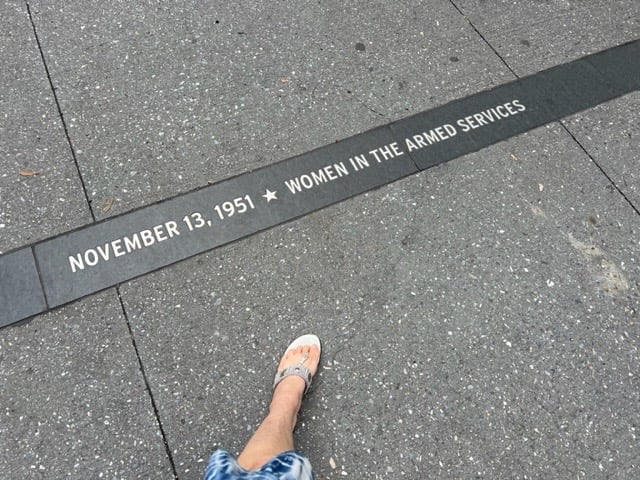 NOVEMBER 13, 1951 ★ WOMEN IN THE ARMED SERVICES